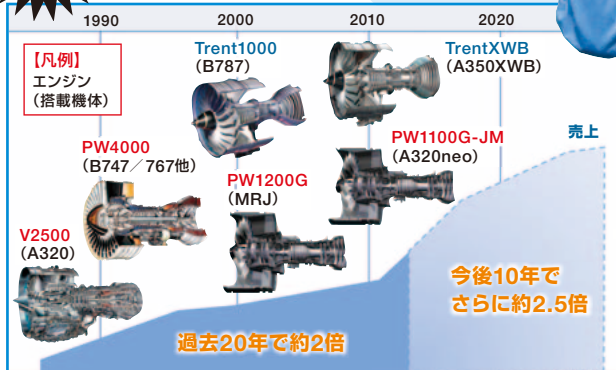 1990
2000
2010
2020
【凡例】
エンジン
（搭載機体）
Trent1000
（B787）
TrentXWB
（A350XWB）
売上
PW4000
（B747／767他）
PW1200G
（MRJ）
PW1100G-JM
（A320neo）
V2500
（A320）
今後10年で
さらに約2.5倍
過去20年で約2倍